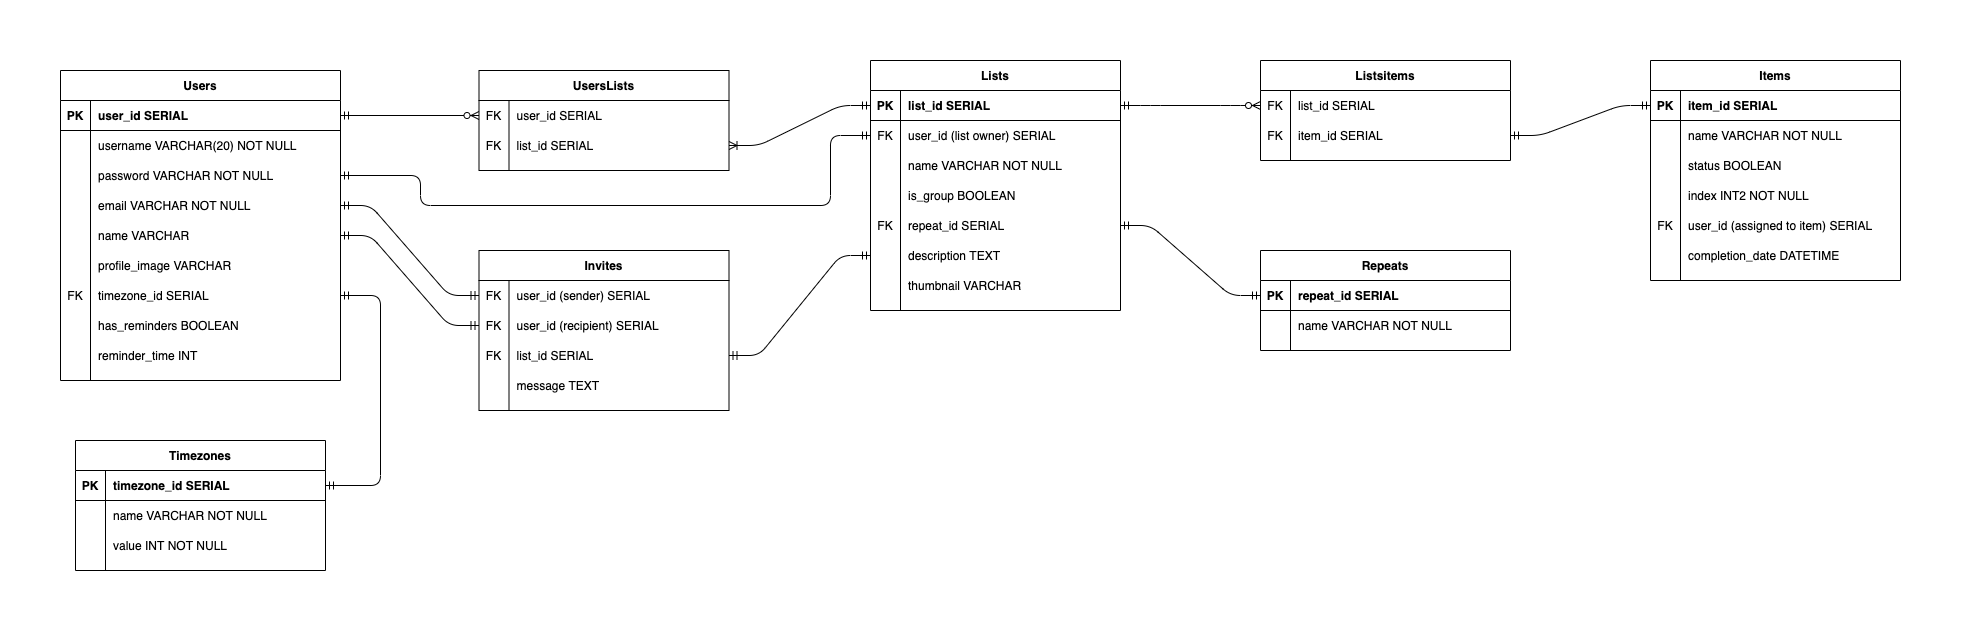 Users
PK user_id SERIAL
username VARCHAR(20) NOT NULL
password VARCHAR NOT NULL
email VARCHAR NOT NULL
name VARCHAR
profile_image VARCHAR
FK timezone_id SERIAL
has_reminders BOOLEAN
reminder_time INT
Timezones
PK timezone_id SERIAL
name VARCHAR NOT NULL
value INT NOT NULL
UsersLists
FK user_id SERIAL
FK list_id SERIAL
Invites
FK user_id (sender) SERIAL
FK user_id (recipient) SERIAL
FK list_id SERIAL
message TEXT
Lists
PK list_id SERIAL
FK user_id (list owner) SERIAL
name VARCHAR NOT NULL
is_group BOOLEAN
FK repeat_id SERIAL
description TEXT
thumbnail VARCHAR
Listsitems
FK list_id SERIAL
FK item_id SERIAL
Repeats
PK repeat_id SERIAL
name VARCHAR NOT NULL
Items
PK item_id SERIAL
name VARCHAR NOT NULL
status BOOLEAN
index INT2 NOT NULL
FK user_id (assigned to item) SERIAL
completion_date DATETIME